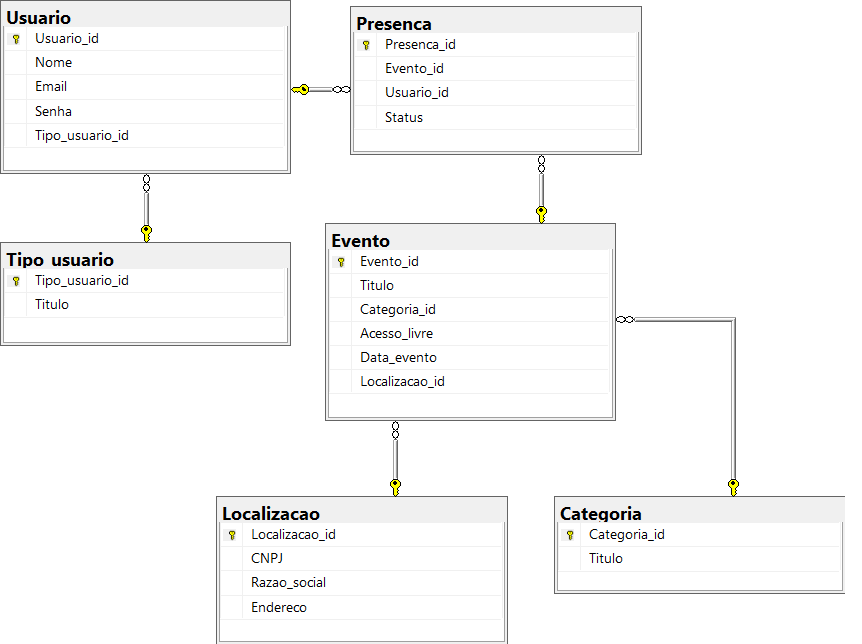 Usuario
Usuario_id
Nome
Email
Senha
Tipo_usuario_id
Presenca
Presenca_id
Evento_id
Usuario_id
Status
Tipo_usuario
Tipo_usuario_id
Titulo
Evento
Evento_id
Titulo
Categoria_id
Acesso_livre
Data_evento
Localizacao_id
Localizacao
Localizacao_id
CNPJ
Razao_social
Endereco
Categoria
Categoria_id
Titulo